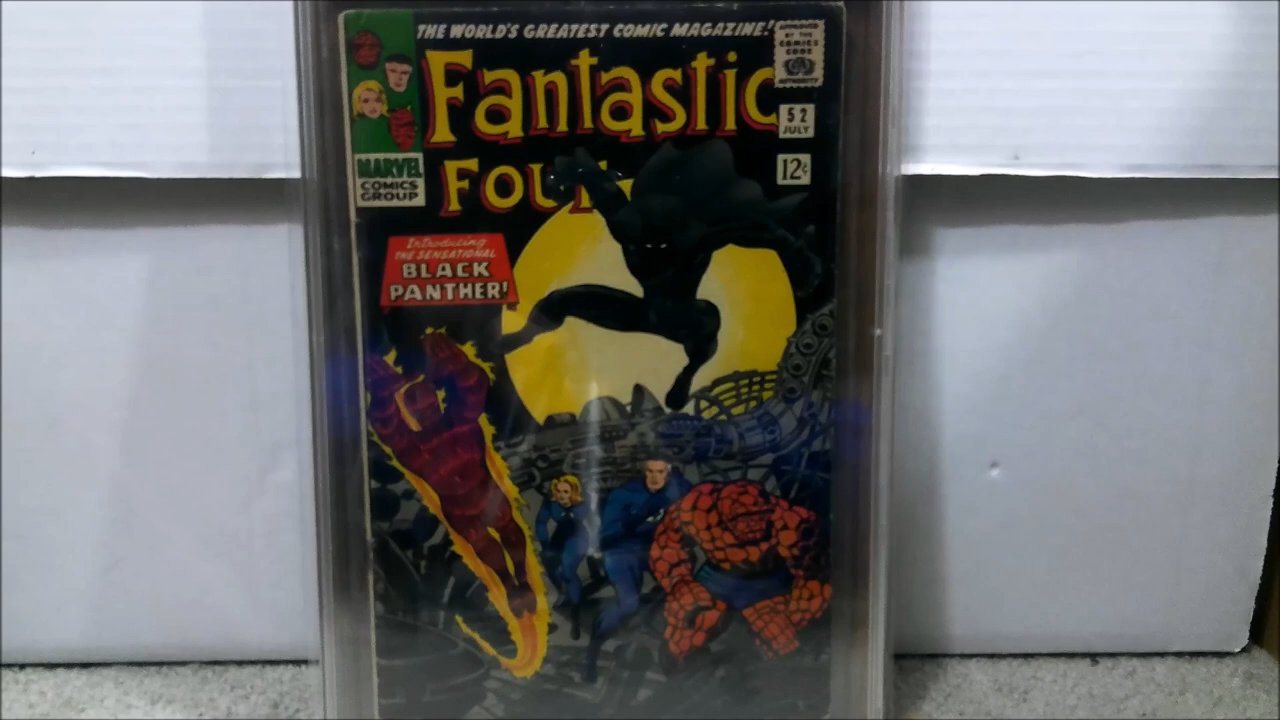 THE WORLD'S GREATEST COMIC MAGAZINE!
Fantastic
FOU
APPROVED
BY THE
COMICS
CODE
AUTHORITY
52
JULY
12¢
MARVEL
COMICS
GROUP
Introducing
THE SENSATIONAL
BLACK
PANTHER!